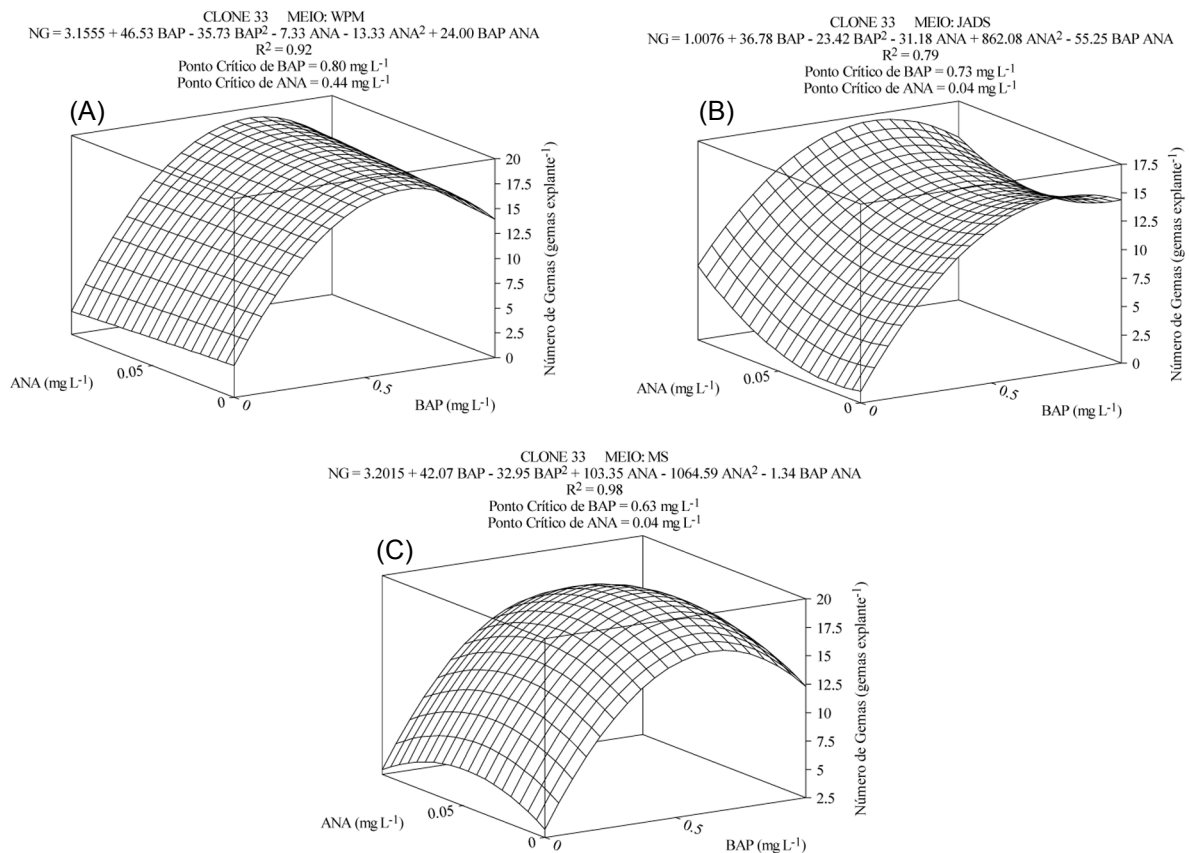 CLONE 33 MEIO: WPM
NG = 3.1555 + 46.53 BAP - 35.73 BAP² - 7.33 ANA - 13.33 ANA² + 24.00 BAP ANA
R² = 0.92
Ponto Crítico de BAP = 0.80 mg L⁻¹
Ponto Crítico de ANA = 0.44 mg L⁻¹
(A)
20
17.5
15
12.5
10
7.5
5
2.5
0
Número de Gemas (gemas explante⁻¹)
ANA (mg L⁻¹)
0.05
0
0
0.5
BAP (mg L⁻¹)
CLONE 33 MEIO: JADS
NG = 1.0076 + 36.78 BAP - 23.42 BAP² - 31.18 ANA + 862.08 ANA² - 55.25 BAP ANA
R² = 0.79
Ponto Crítico de BAP = 0.73 mg L⁻¹
Ponto Crítico de ANA = 0.04 mg L⁻¹
(B)
17.5
15
12.5
10
7.5
5
2.5
0
Número de Gemas (gemas explante⁻¹)
ANA (mg L⁻¹)
0.05
0
0
0.5
BAP (mg L⁻¹)
CLONE 33 MEIO: MS
NG = 3.2015 + 42.07 BAP - 32.95 BAP² + 103.35 ANA - 1064.59 ANA² - 1.34 BAP ANA
R² = 0.98
Ponto Crítico de BAP = 0.63 mg L⁻¹
Ponto Crítico de ANA = 0.04 mg L⁻¹
(C)
20
17.5
15
12.5
10
7.5
5
2.5
Número de Gemas (gemas explante⁻¹)
ANA (mg L⁻¹)
0.05
0
0
0.5
BAP (mg L⁻¹)